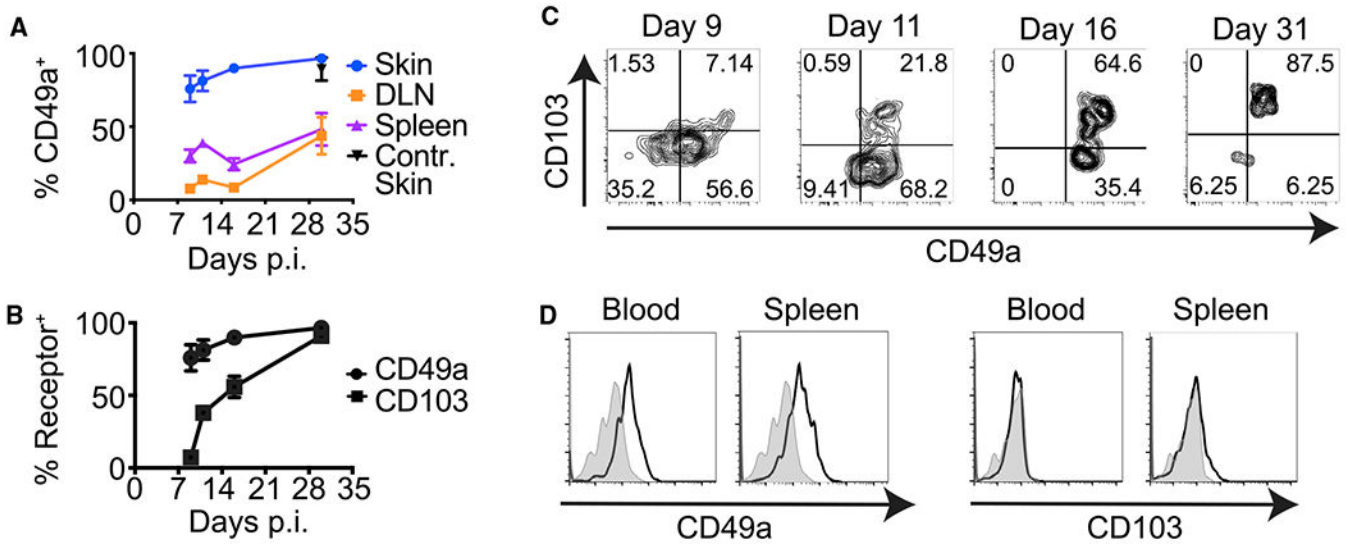 A
% CD49a+
100
50
0
0 7 14 21 28 35
Days p.i.
Skin
DLN
Spleen
Contr.
Skin
B
% Receptor+
100
50
0
0 7 14 21 28 35
Days p.i.
CD49a
CD103
C
Day 9 Day 11 Day 16 Day 31
CD103
1.53 7.14
35.2 56.6
0.59 21.8
9.41 68.2
0 64.6
0 35.4
0 87.5
6.25 6.25
CD49a
D
Blood Spleen Blood Spleen
CD49a CD103